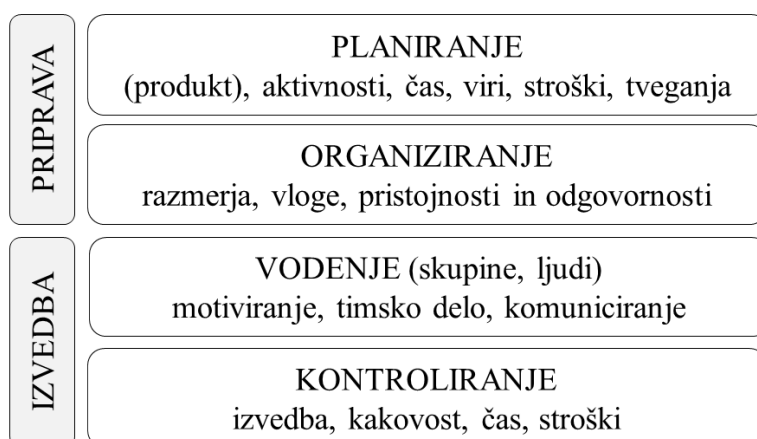 PRIPRAVA
PLANIRANJE
(produkt), aktivnosti, čas, viri, stroški, tveganja
ORGANIZIRANJE
razmerja, vloge, pristojnosti in odgovornosti
IZVEDBA
VODENJE (skupine, ljudi)
motiviranje, timsko delo, komuniciranje
KONTROLIRANJE
izvedba, kakovost, čas, stroški